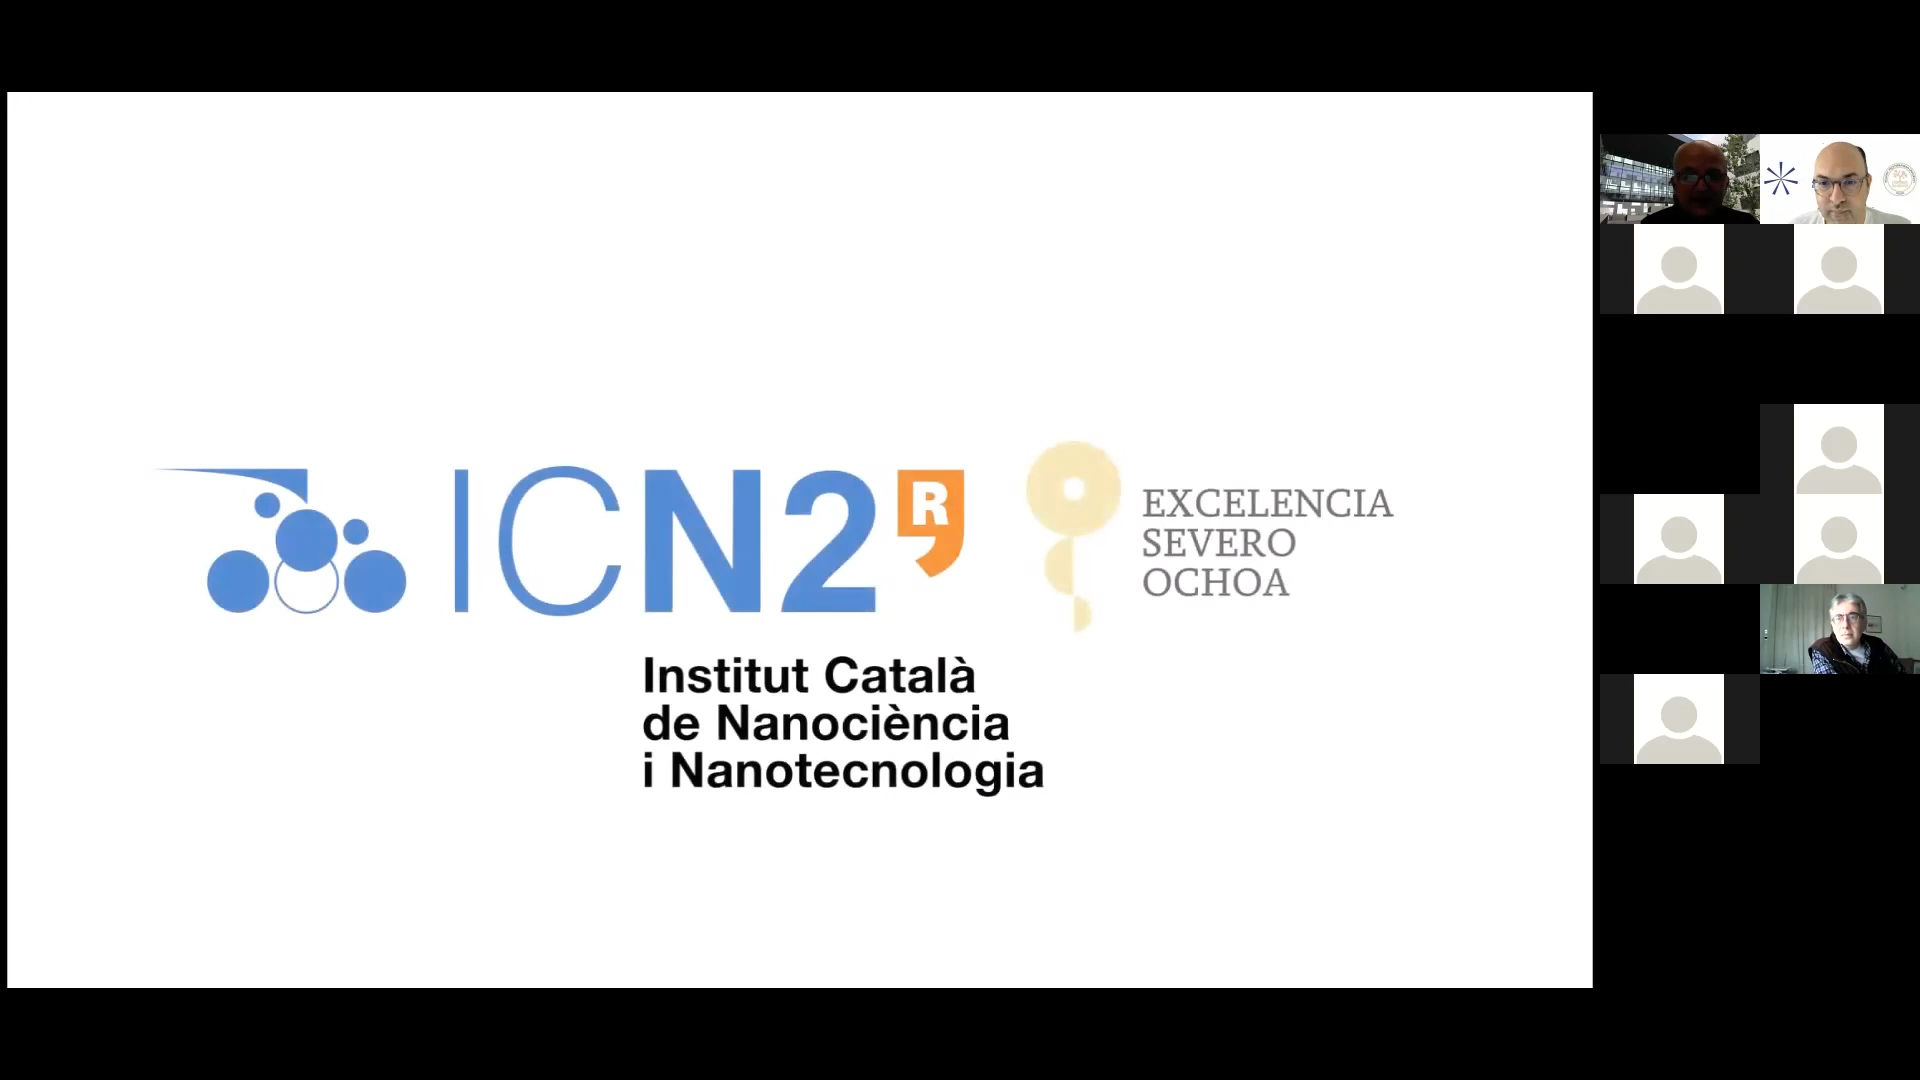 ICN2
R
EXCELENCIA
SEVERO
OCHOA
Institut Català
de Nanociència
i Nanotecnologia